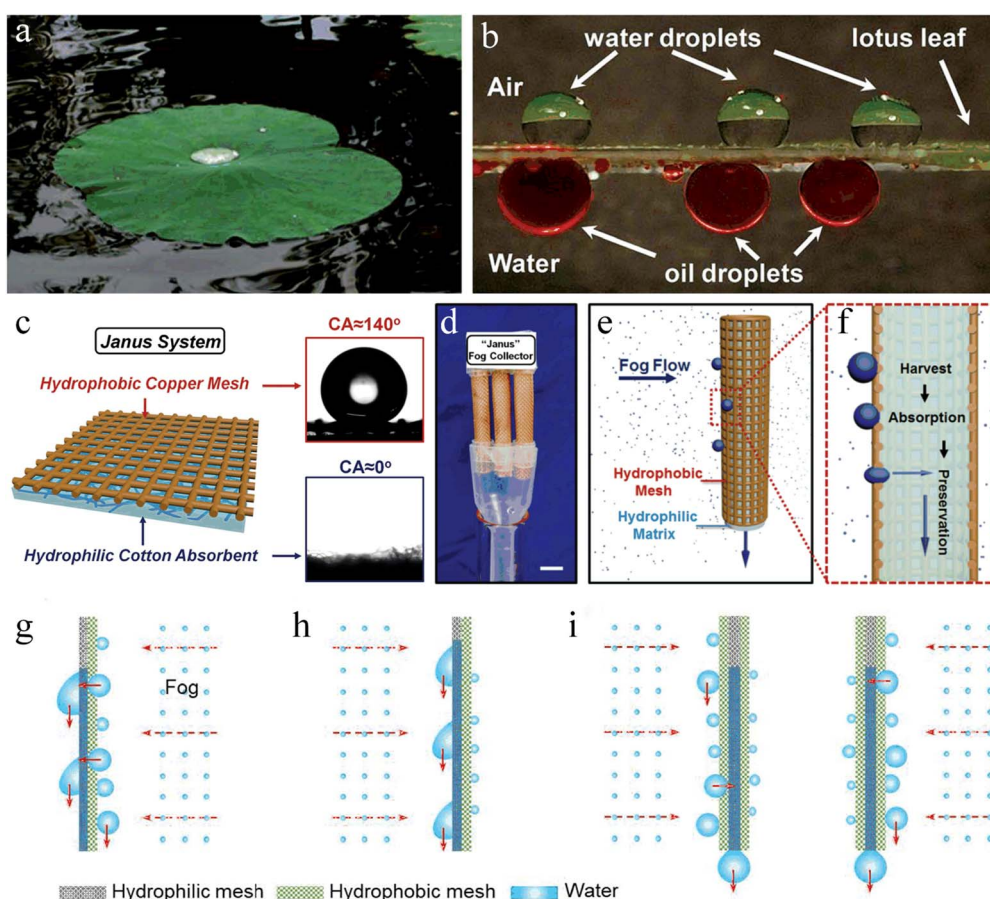 a
b
water droplets
lotus leaf
Air
Water
oil droplets
c
Janus System
Hydrophobic Copper Mesh
CA≈140°
CA≈0°
Hydrophilic Cotton Absorbent
d
"Janus"
Fog Collector
e
Fog Flow
Hydrophobic
Mesh
Hydrophilic
Matrix
f
Harvest
Absorption
Preservation
g
Fog
h
i
Hydrophilic mesh
Hydrophobic mesh
Water